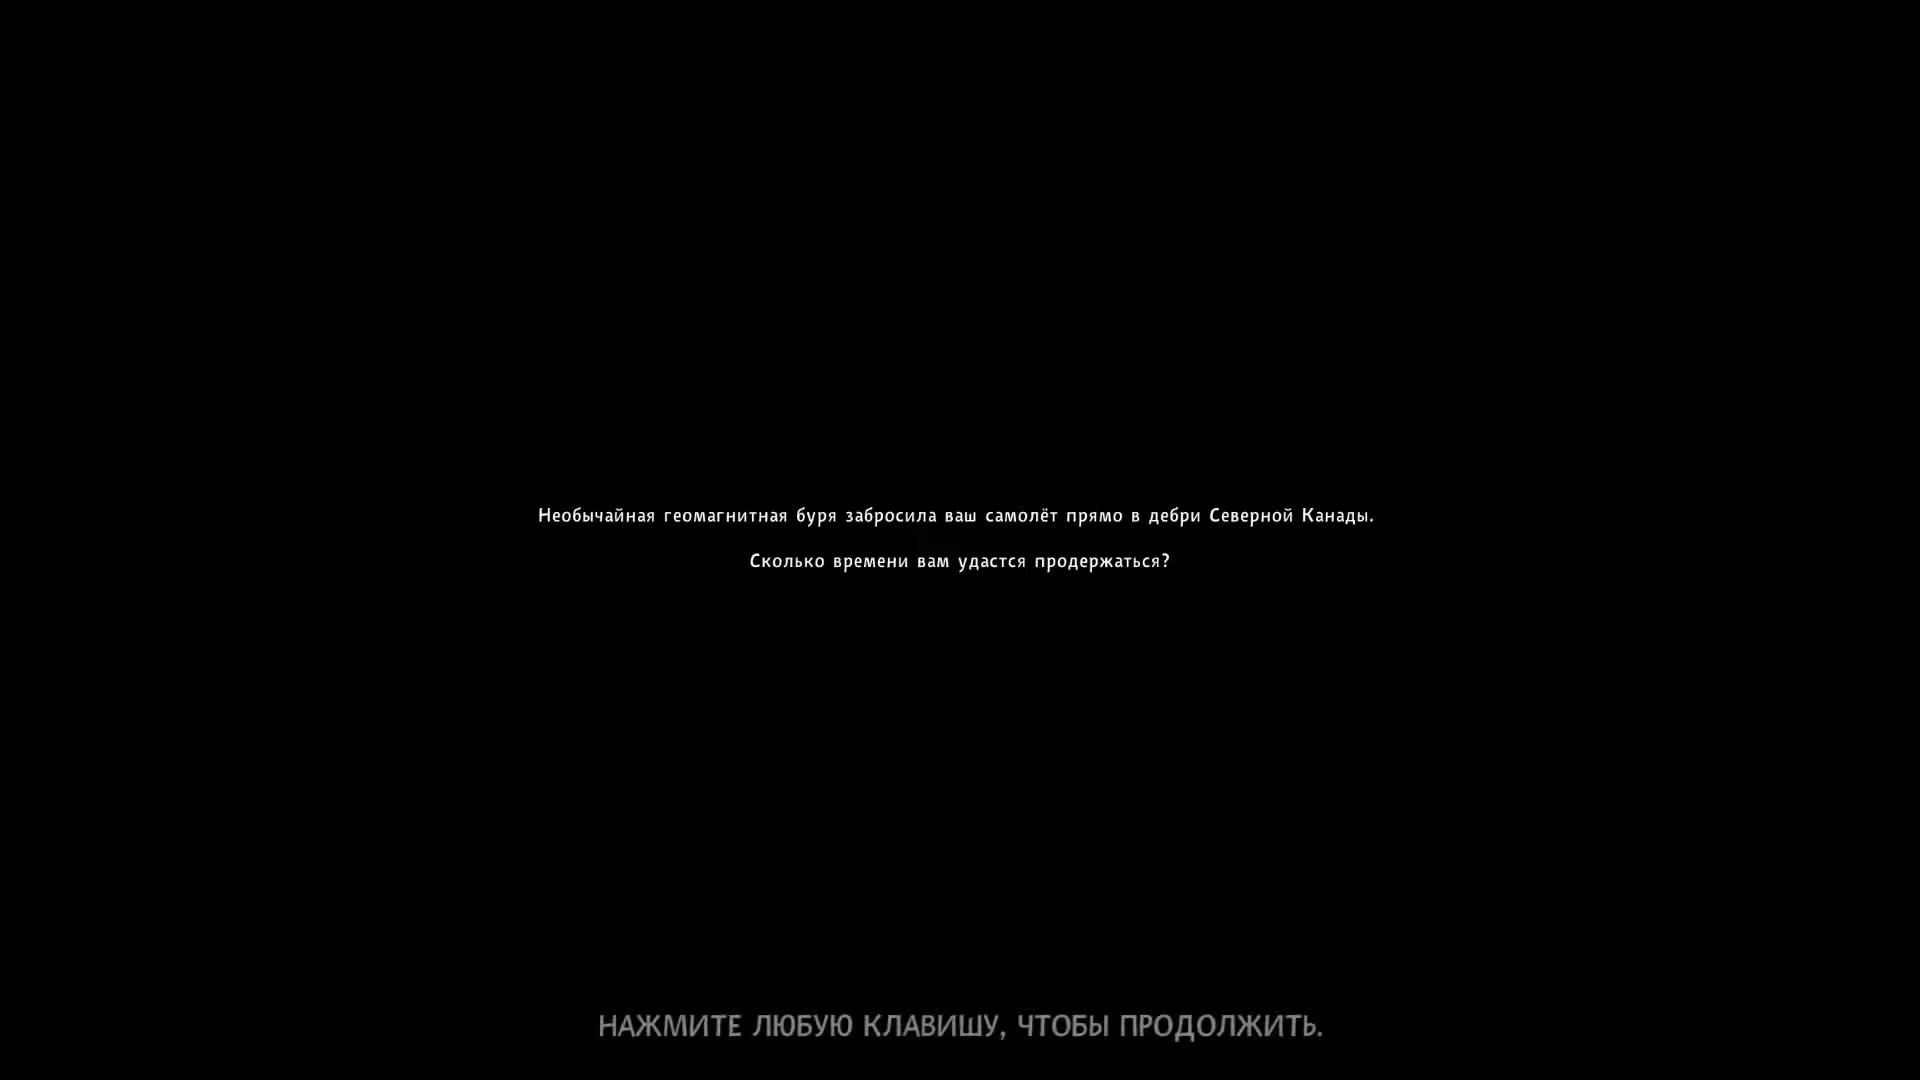 Необычайная геомагнитная буря забросила ваш самолёт прямо в дебри Северной Канады.
Сколько времени вам удастся продержаться?
НАЖМИТЕ ЛЮБУЮ КЛАВИШУ, ЧТОБЫ ПРОДОЛЖИТЬ.